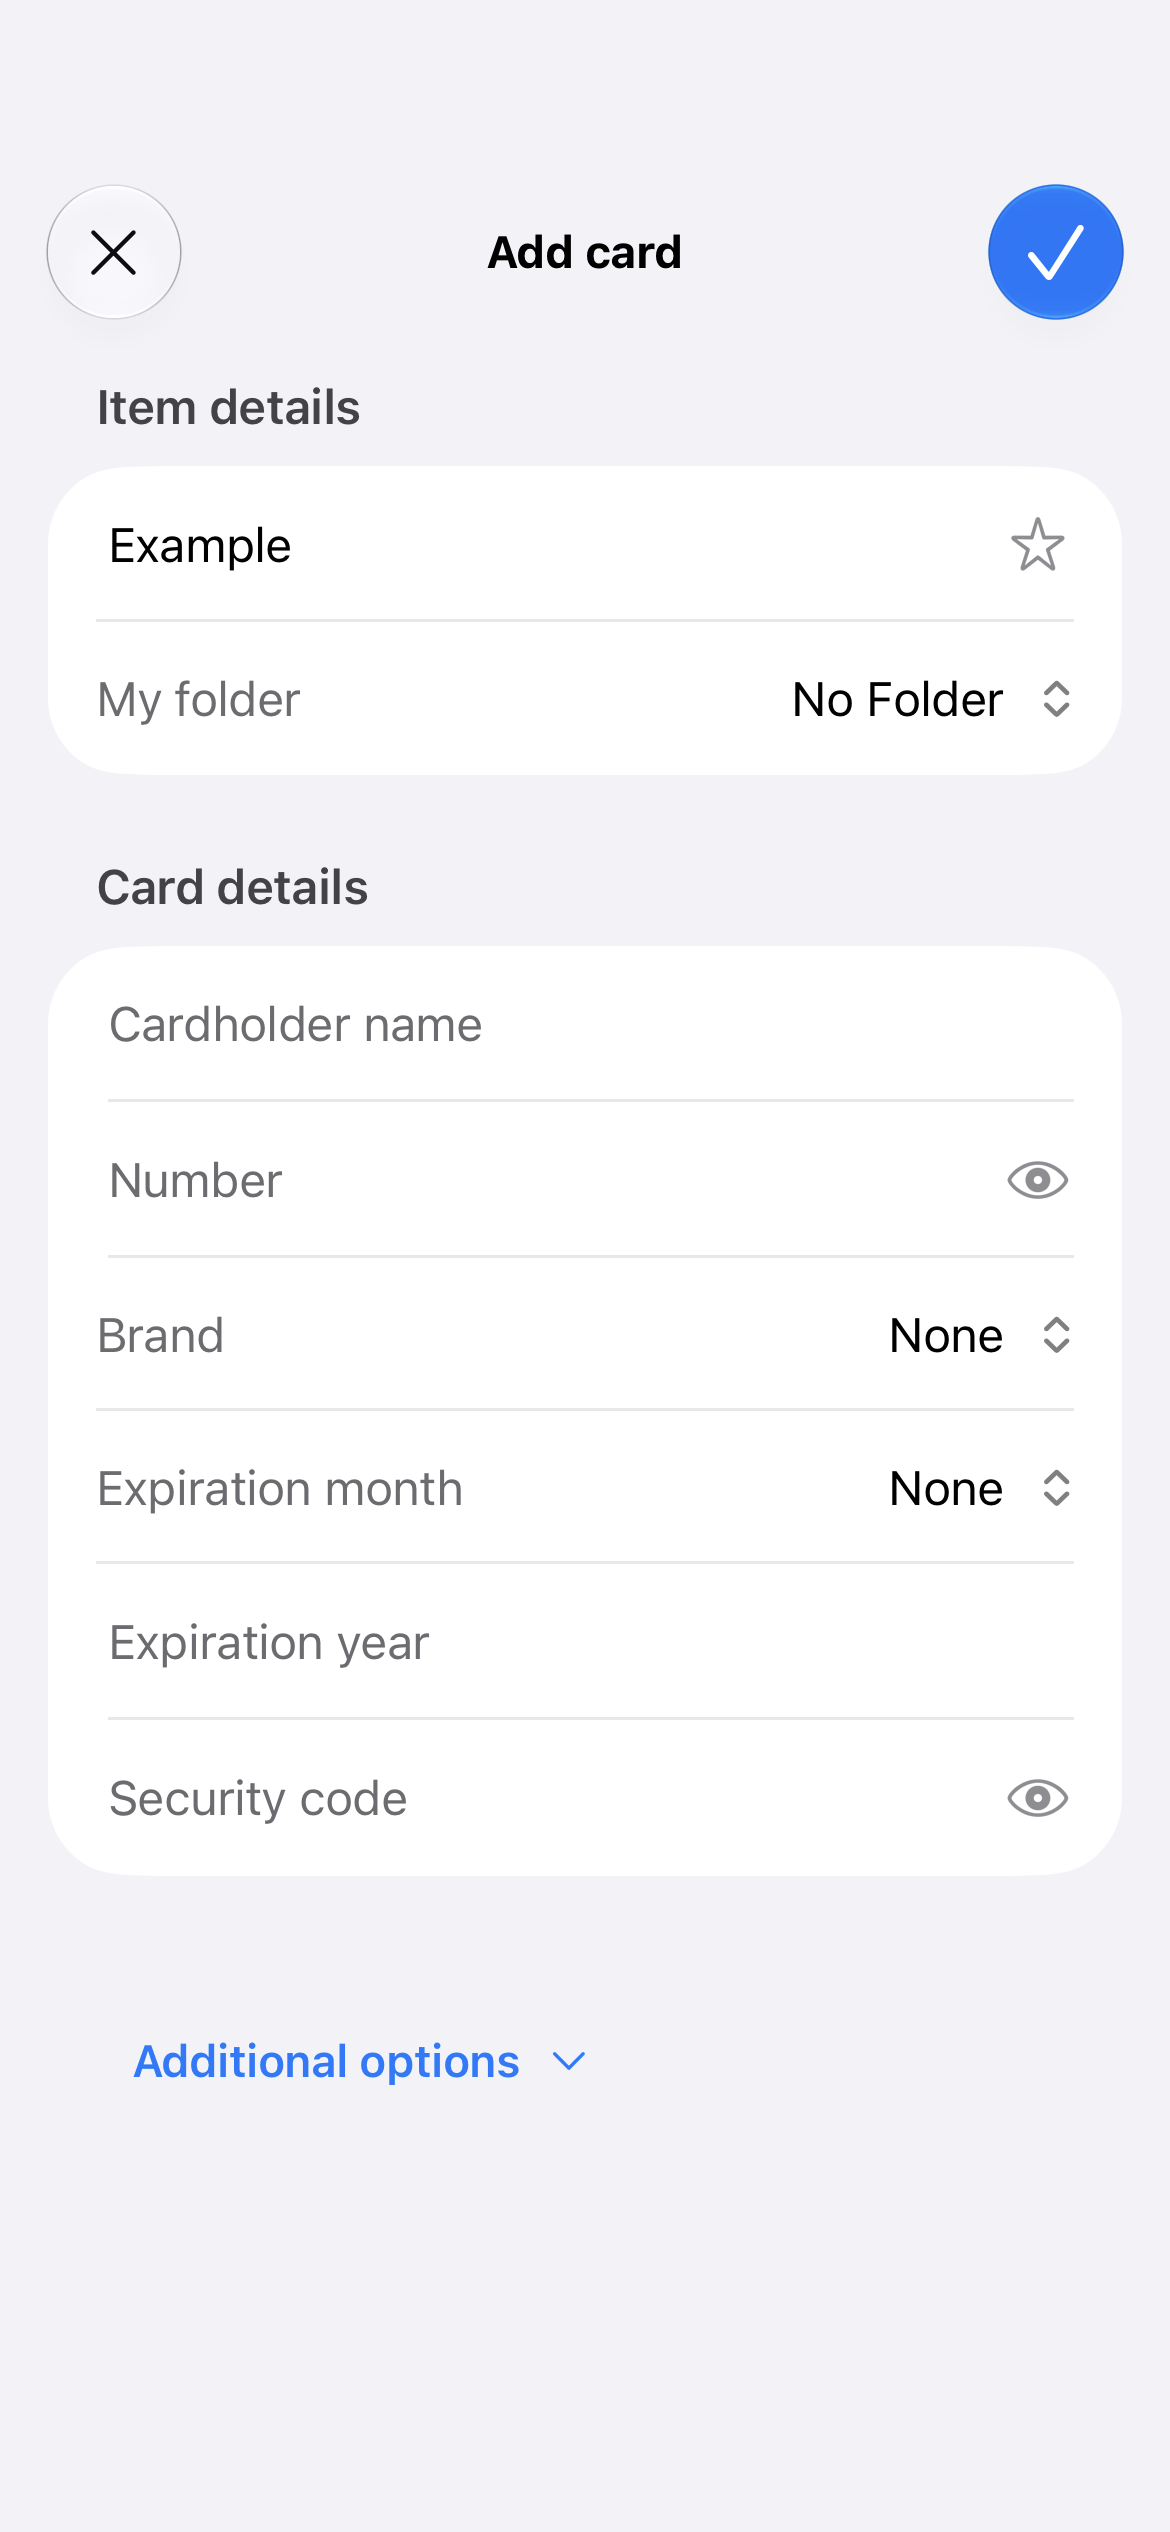 Add card
Item details
Example
My folder No Folder
Card details
Cardholder name
Number
Brand None
Expiration month None
Expiration year
Security code
Additional options